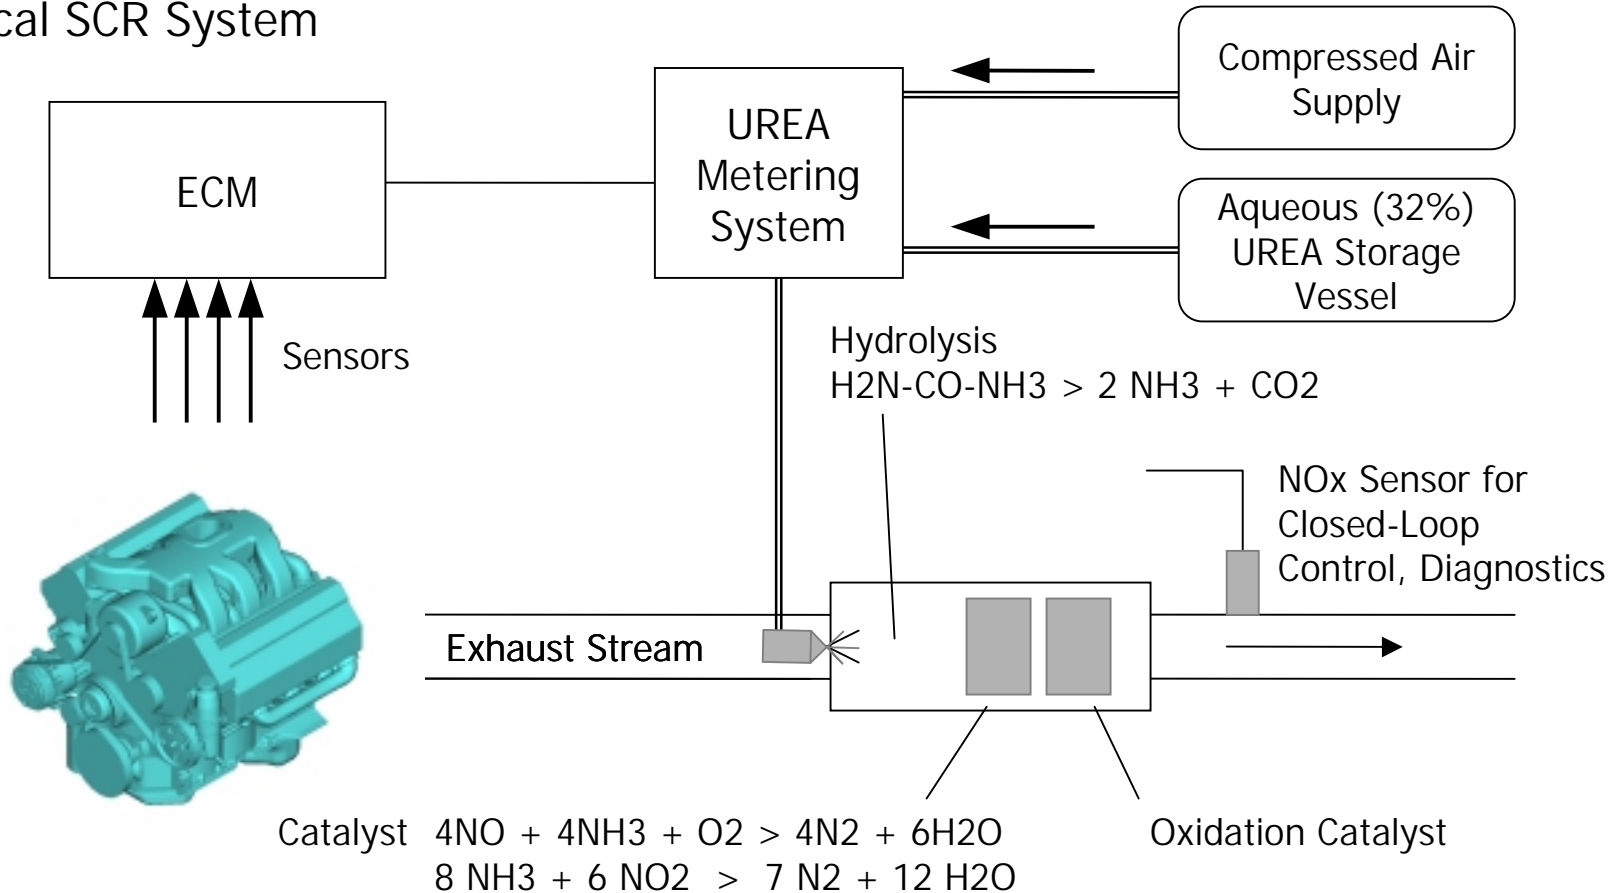 cal SCR System
Compressed Air
Supply
UREA
Metering
System
ECM
Aqueous (32%)
UREA Storage
Vessel
Sensors
Hydrolysis
H2N-CO-NH3 > 2 NH3 + CO2
NOx Sensor for
Closed-Loop
Control, Diagnostics
Exhaust Stream
Catalyst 4NO + 4NH3 + O2 > 4N2 + 6H2O
8 NH3 + 6 NO2 > 7 N2 + 12 H2O
Oxidation Catalyst